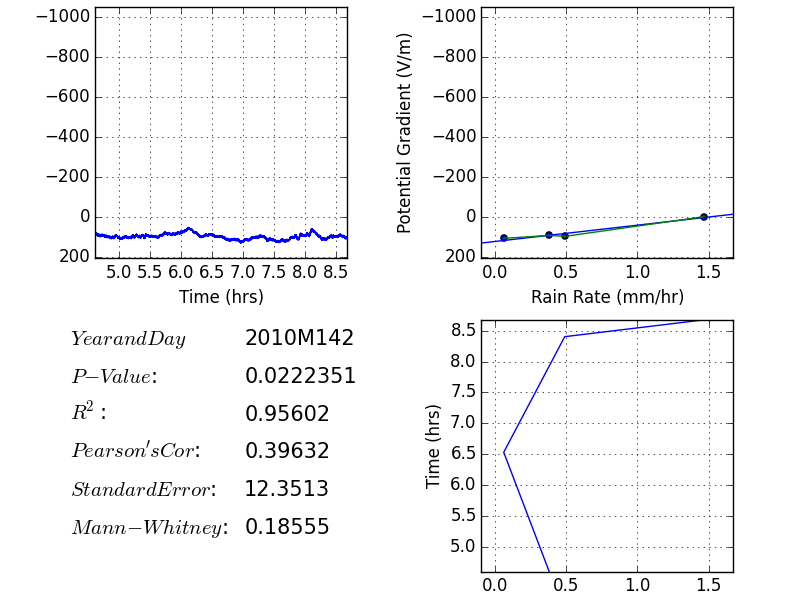 −1000
−800
−600
−400
−200
0
200
5.0 5.5 6.0 6.5 7.0 7.5 8.0 8.5
Time (hrs)
Potential Gradient (V/m)
−1000
−800
−600
−400
−200
0
200
0.0 0.5 1.0 1.5
Rain Rate (mm/hr)
YearandDay 2010M142
P−Value: 0.0222351
R²: 0.95602
Pearson'sCor: 0.39632
StandardError: 12.3513
Mann−Whitney: 0.18555
Time (hrs)
8.5
8.0
7.5
7.0
6.5
6.0
5.5
5.0
0.0 0.5 1.0 1.5